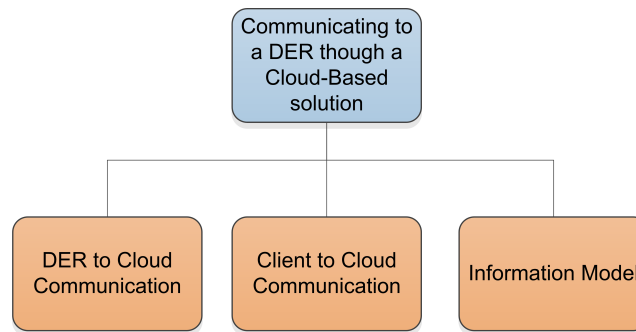 Communicating to
a DER though a
Cloud-Based
solution
DER to Cloud
Communication
Client to Cloud
Communication
Information Model